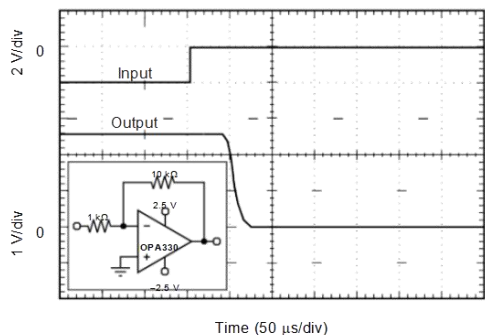 2 V/div
0
Input
Output
10 kΩ
1 kΩ
2.5 V
−
OPA330
+
−2.5 V
1 V/div
0
Time (50 μs/div)